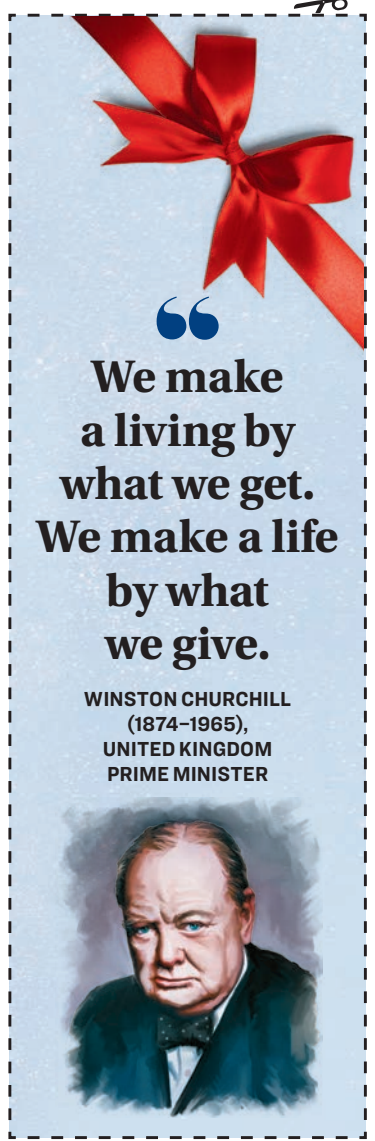 “
We make
a living by
what we get.
We make a life
by what
we give.
WINSTON CHURCHILL
(1874–1965),
UNITED KINGDOM
PRIME MINISTER